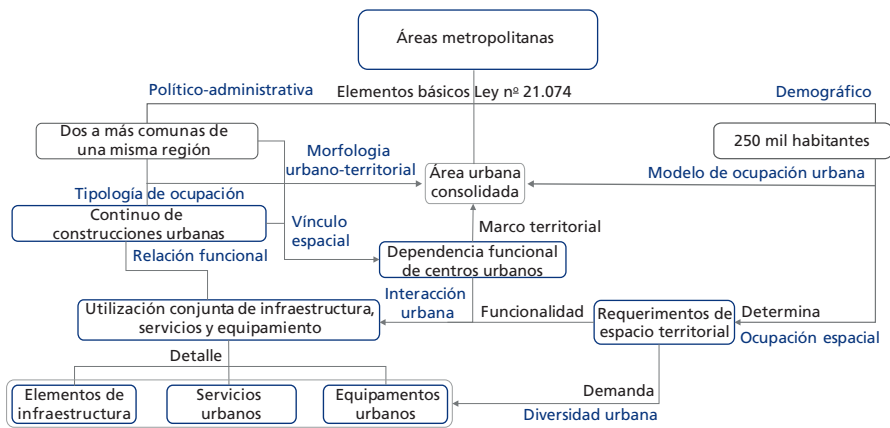 Áreas metropolitanas
Político-administrativa
Elementos básicos Ley nº 21.074
Demográfico
Dos a más comunas de
una misma región
250 mil habitantes
Morfologia
urbano-territorial
Área urbana
consolidada
Modelo de ocupación urbana
Tipología de ocupación
Continuo de
construcciones urbanas
Vínculo
espacial
Marco territorial
Relación funcional
Dependencia funcional
de centros urbanos
Utilización conjunta de infraestructura,
servicios y equipamiento
Interacción
urbana
Funcionalidad
Requerimentos de
espacio territorial
Determina
Ocupación espacial
Detalle
Elementos de
infraestructura
Servicios
urbanos
Equipamentos
urbanos
Demanda
Diversidad urbana